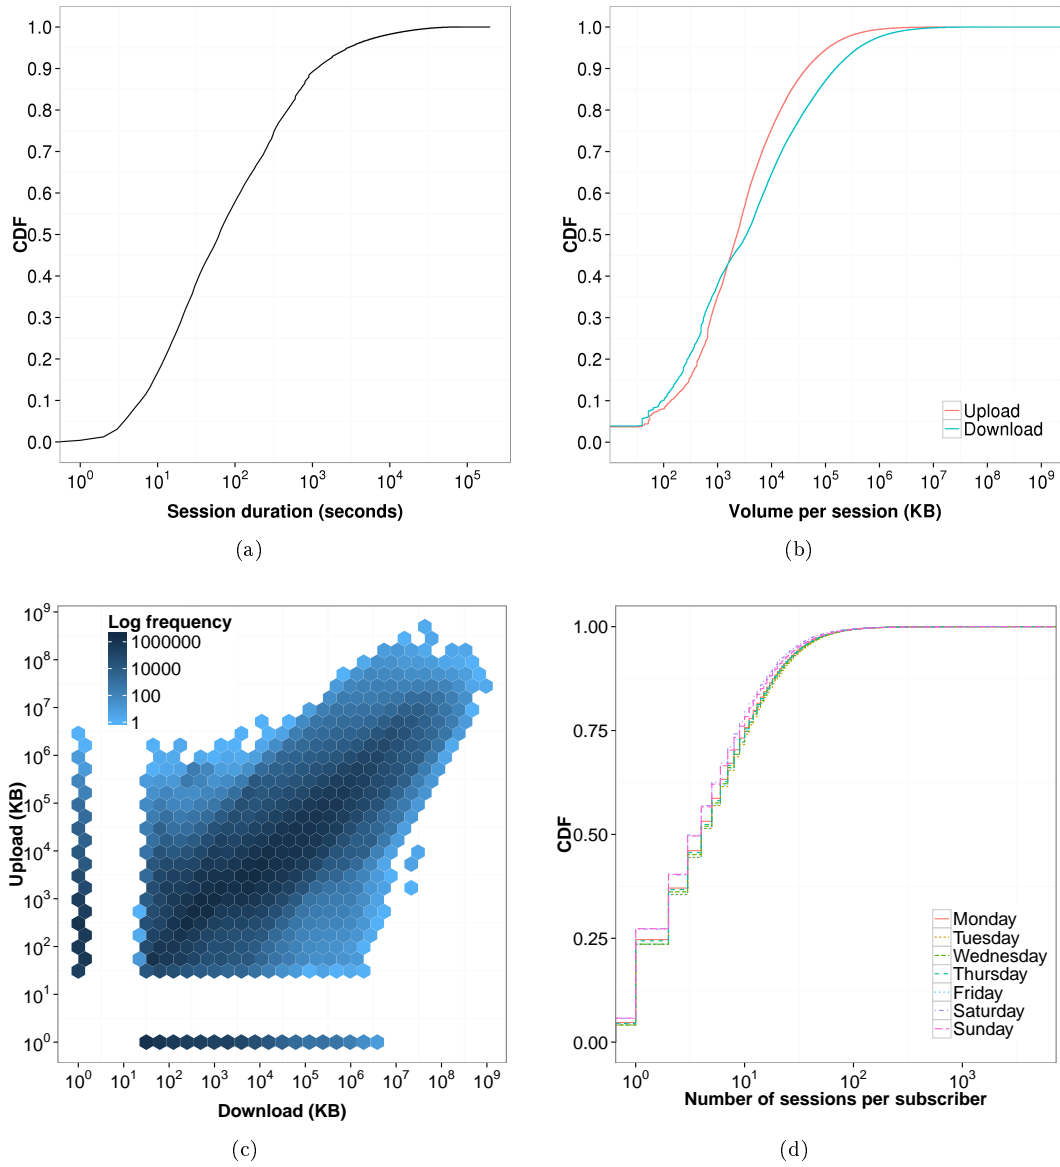 1.0
0.9
0.8
0.7
0.6
0.5
0.4
0.3
0.2
0.1
0.0
CDF
10^0 10^1 10^2 10^3 10^4 10^5
Session duration (seconds)
(a)
1.0
0.9
0.8
0.7
0.6
0.5
0.4
0.3
0.2
0.1
0.0
CDF
Upload
Download
10^2 10^3 10^4 10^5 10^6 10^7 10^8 10^9
Volume per session (KB)
(b)
Log frequency
1000000
10000
100
1
10^9
10^8
10^7
10^6
10^5
10^4
10^3
10^2
10^1
10^0
Upload (KB)
10^0 10^1 10^2 10^3 10^4 10^5 10^6 10^7 10^8 10^9
Download (KB)
(c)
1.00
0.75
0.50
0.25
0.00
CDF
Monday
Tuesday
Wednesday
Thursday
Friday
Saturday
Sunday
10^0 10^1 10^2 10^3
Number of sessions per subscriber
(d)